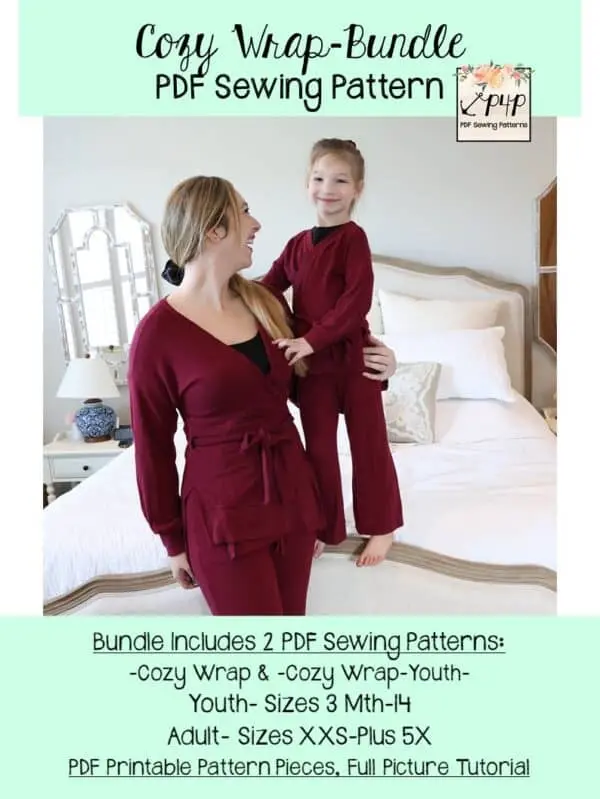 Cozy Wrap-Bundle
PDF Sewing Pattern
P4P
PDF Sewing Patterns
Bundle Includes 2 PDF Sewing Patterns:
-Cozy Wrap & -Cozy Wrap-Youth-
Youth- Sizes 3 Mth-14
Adult- Sizes XXS-Plus 5X
PDF Printable Pattern Pieces, Full Picture Tutorial